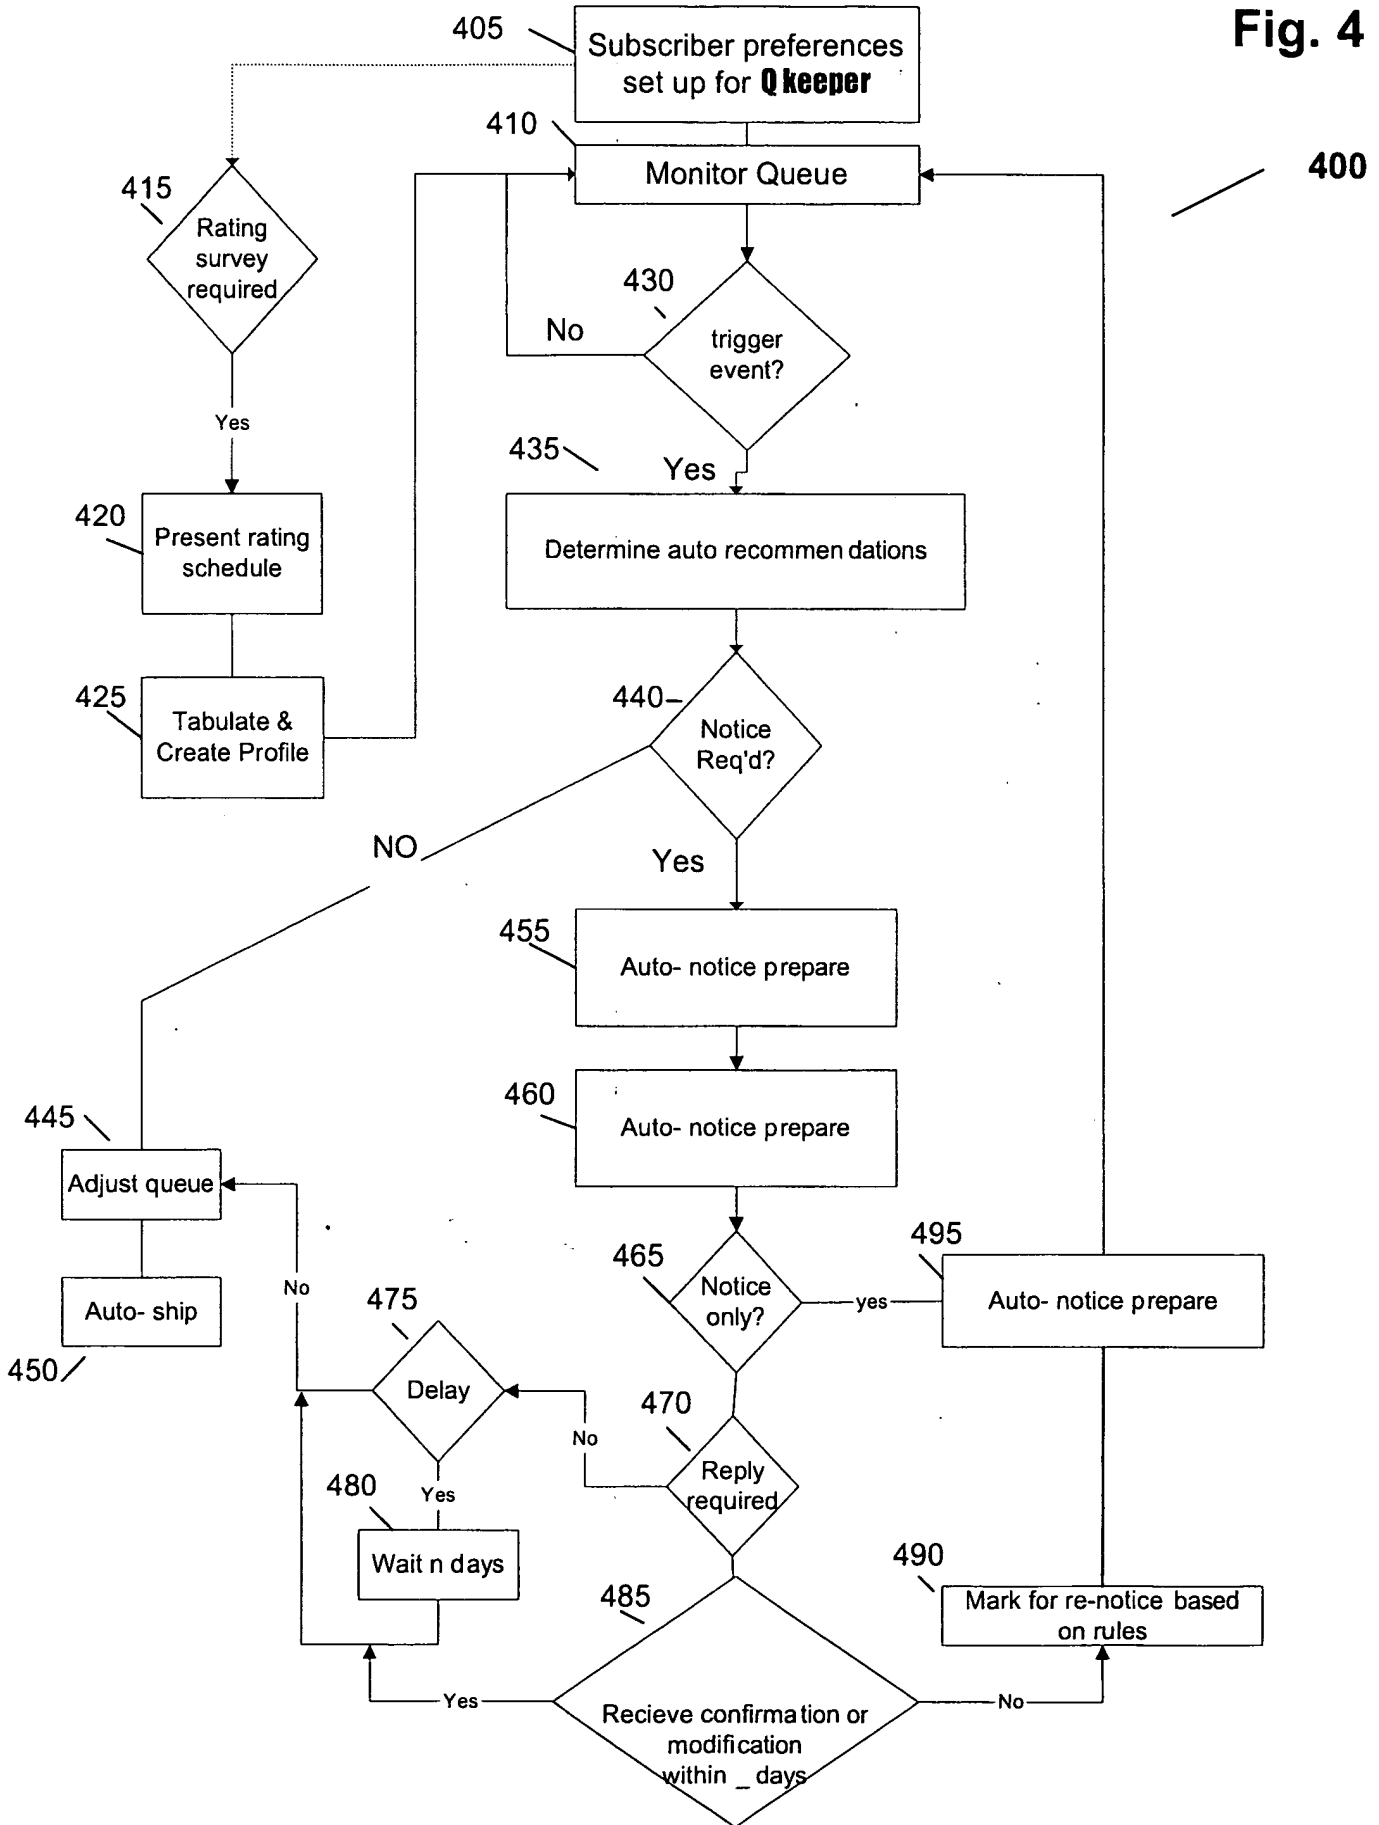 Fig. 4
405
Subscriber preferences
set up for Q keeper
410
Monitor Queue
400
415
Rating
survey
required
430
trigger
event?
No
Yes
435
Yes
420
Present rating
schedule
Determine auto recommen dations
425
Tabulate &
Create Profile
440
Notice
Req'd?
NO
Yes
455
Auto- notice prepare
460
Auto- notice prepare
445
Adjust queue
450
Auto- ship
465
Notice
only?
yes
495
Auto- notice prepare
No
475
Delay
470
Reply
required
No
Yes
480
Wait n days
485
Recieve confirmation or
modification
within _ days
Yes
No
490
Mark for re-notice based
on rules